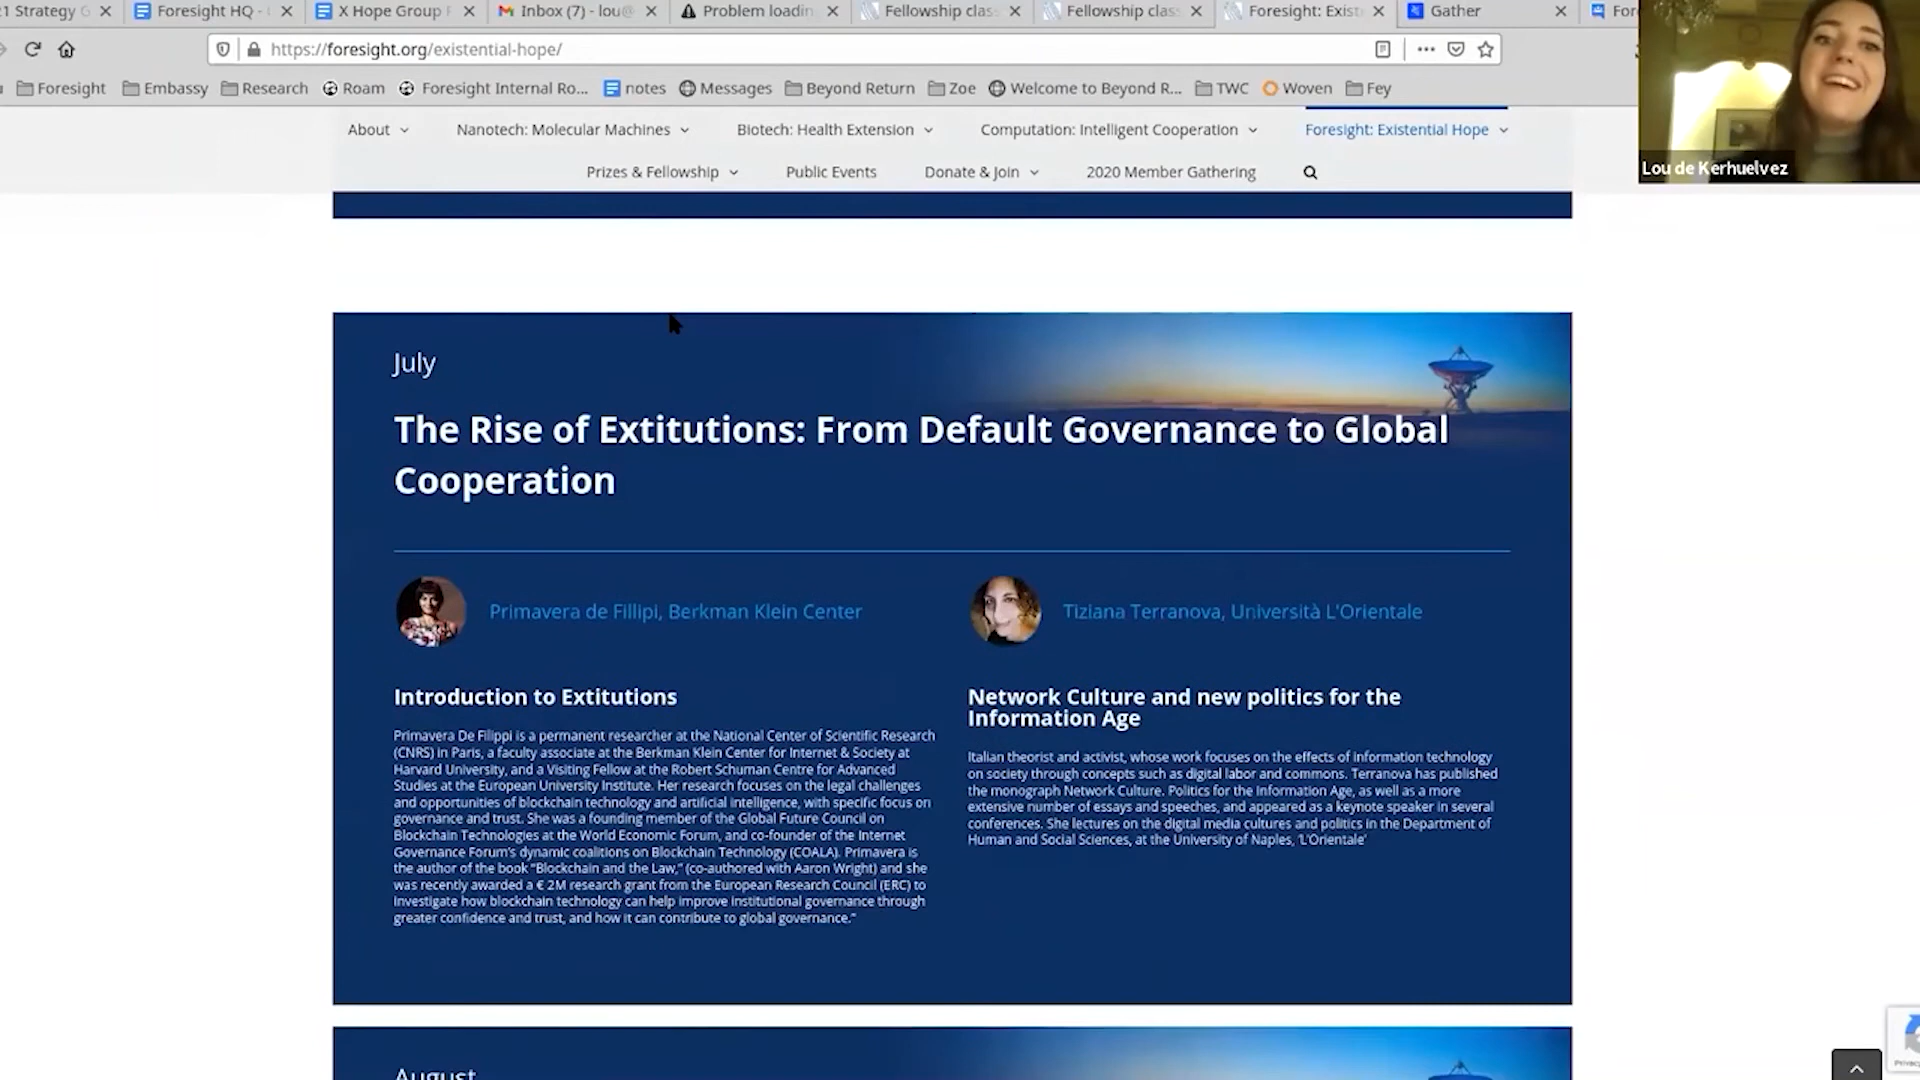 1 Strategy G
Foresight HQ -
X Hope Group
Inbox (7) - lou@
Problem loadin
Fellowship clas
Fellowship clas
Foresight: Exist
Gather
For
https://foresight.org/existential-hope/
Foresight
Embassy
Research
Roam
Foresight Internal Ro...
notes
Messages
Beyond Return
Zoe
Welcome to Beyond R...
TWC
Woven
Fey
About
Nanotech: Molecular Machines
Biotech: Health Extension
Computation: Intelligent Cooperation
Foresight: Existential Hope
Prizes & Fellowship
Public Events
Donate & Join
2020 Member Gathering
Lou de Kerhuelvez
July
The Rise of Extitutions: From Default Governance to Global
Cooperation
Primavera de Fillipi, Berkman Klein Center
Introduction to Extitutions
Primavera De Filippi is a permanent researcher at the National Center of Scientific Research
(CNRS) in Paris, a faculty associate at the Berkman Klein Center for Internet & Society at
Harvard University, and a Visiting Fellow at the Robert Schuman Centre for Advanced
Studies at the European University Institute. Her research focuses on the legal challenges
and opportunities of blockchain technology and artificial intelligence, with specific focus on
governance and trust. She was a founding member of the Global Future Council on
Blockchain Technologies at the World Economic Forum, and co-founder of the Internet
Governance Forum's dynamic coalitions on Blockchain Technology (COALA). Primavera is
the author of the book "Blockchain and the Law," (co-authored with Aaron Wright) and she
was recently awarded a € 2M research grant from the European Research Council (ERC) to
investigate how blockchain technology can help improve institutional governance through
greater confidence and trust, and how it can contribute to global governance."
Tiziana Terranova, Università L'Orientale
Network Culture and new politics for the
Information Age
Italian theorist and activist, whose work focuses on the effects of information technology
on society through concepts such as digital labor and commons. Terranova has published
the monograph Network Culture. Politics for the Information Age, as well as a more
extensive number of essays and speeches, and appeared as a keynote speaker in several
conferences. She lectures on the digital media cultures and politics in the Department of
Human and Social Sciences, at the University of Naples, 'L'Orientale'
August